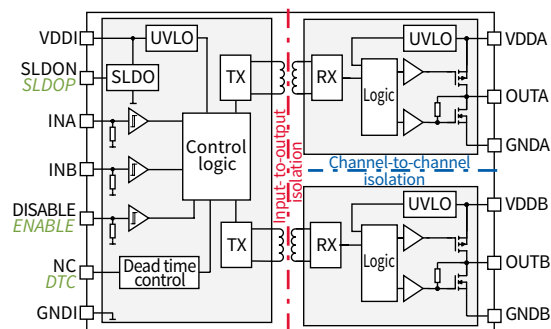 VDDI
UVLO
UVLO
VDDA
SLDON
SLDOP
SLDO
TX
RX
Logic
OUTA
INA
Control
logic
GNDA
INB
Input-to-output
isolation
Channel-to-channel
isolation
DISABLE
ENABLE
UVLO
VDDB
TX
RX
Logic
NC
DTC
Dead time
control
OUTB
GNDI
GNDB